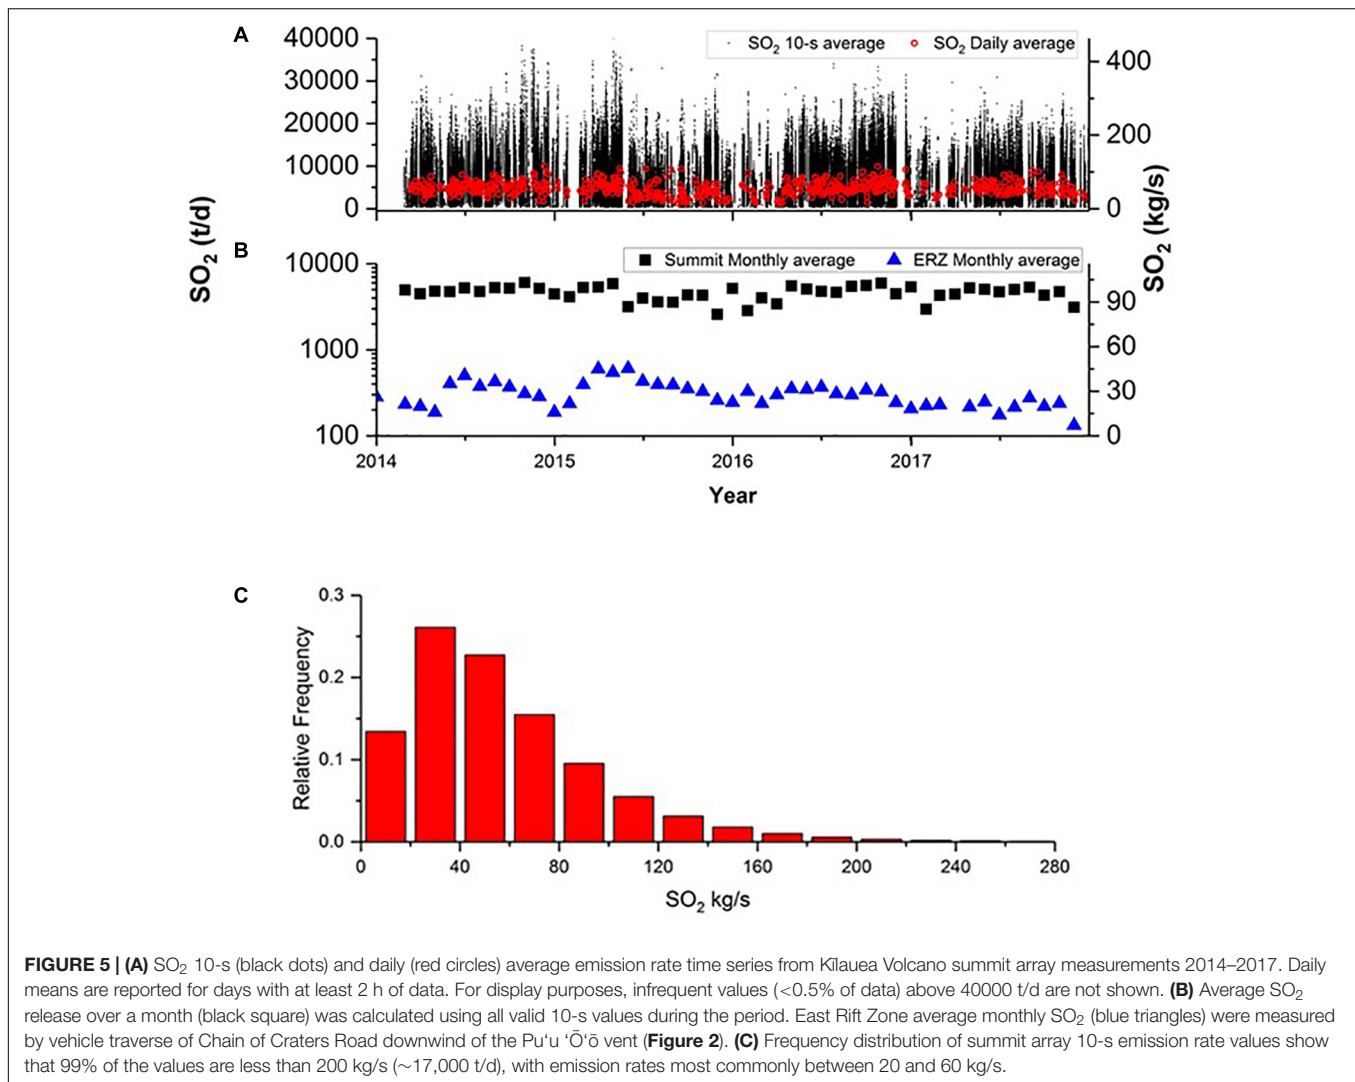 A
40000
30000
20000
10000
0
SO₂ 10-s average
SO₂ Daily average
400
200
0
2014
2015
2016
2017
SO₂ (t/d)
SO₂ (kg/s)
B
10000
1000
100
Summit Monthly average
ERZ Monthly average
90
60
30
0
2014
2015
2016
2017
Year
C
0.3
0.2
0.1
0.0
Relative Frequency
0
40
80
120
160
200
240
280
SO₂ kg/s
FIGURE 5 | (A) SO₂ 10-s (black dots) and daily (red circles) average emission rate time series from Kīlauea Volcano summit array measurements 2014–2017. Daily
means are reported for days with at least 2 h of data. For display purposes, infrequent values (<0.5% of data) above 40000 t/d are not shown. (B) Average SO₂
release over a month (black square) was calculated using all valid 10-s values during the period. East Rift Zone average monthly SO₂ (blue triangles) were measured
by vehicle traverse of Chain of Craters Road downwind of the Pu‘u ‘Ō‘ō vent (Figure 2). (C) Frequency distribution of summit array 10-s emission rate values show
that 99% of the values are less than 200 kg/s (∼17,000 t/d), with emission rates most commonly between 20 and 60 kg/s.